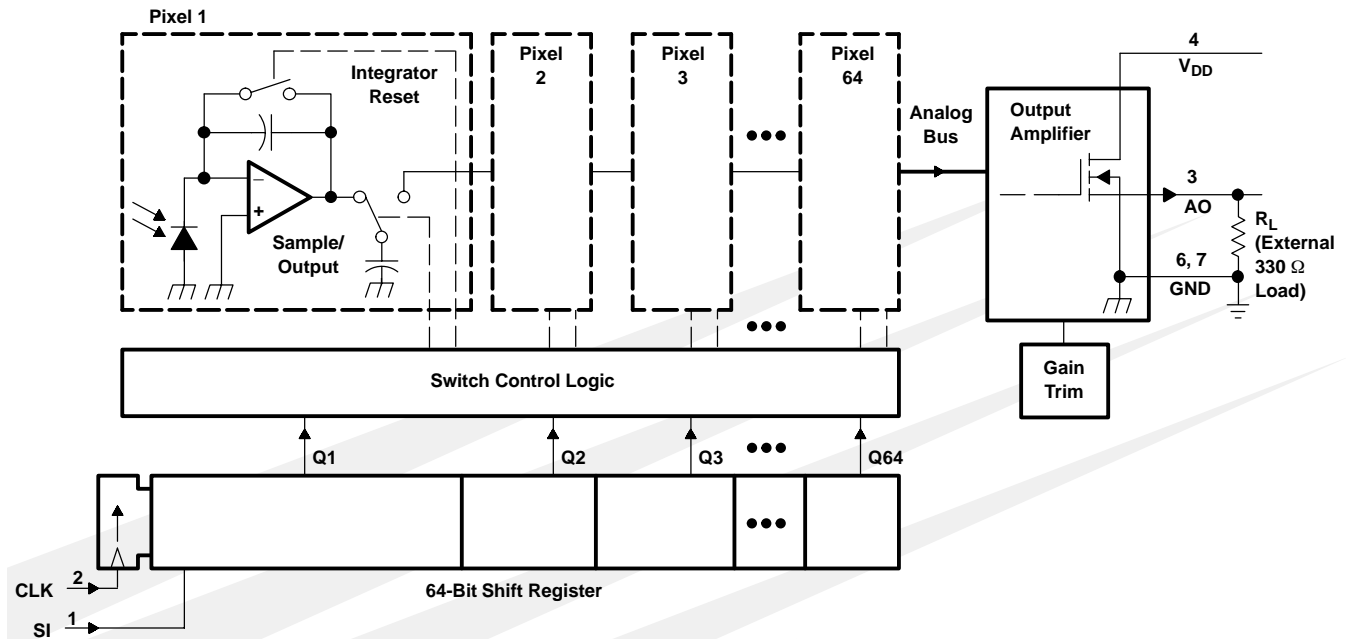 Pixel 1
Integrator
Reset
Sample/
Output
Pixel
2
Pixel
3
Pixel
64
Analog
Bus
Output
Amplifier
4
VDD
3
AO
6, 7
GND
RL
(External
330 Ω
Load)
Gain
Trim
Switch Control Logic
Q1
Q2
Q3
Q64
CLK
2
SI
1
64-Bit Shift Register